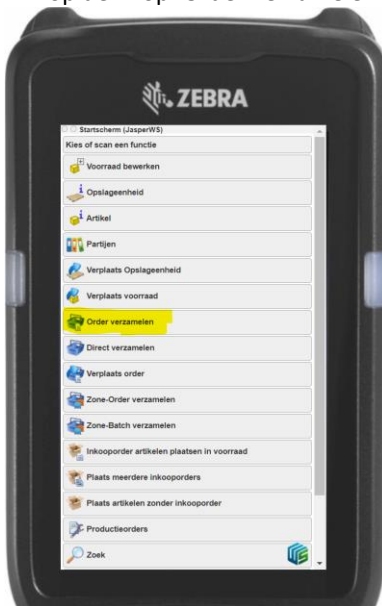 ZEBRA
Startscherm (JasperWS)
Kies of scan een functie
Voorraad bewerken
Opslageenheid
Artikel
Partijen
Verplaats Opslageenheid
Verplaats voorraad
Order verzamelen
Direct verzamelen
Verplaats order
Zone-Order verzamelen
Zone-Batch verzamelen
Inkooporder artikelen plaatsen in voorraad
Plaats meerdere inkooporders
Plaats artikelen zonder inkooporder
Productieorders
Zoek